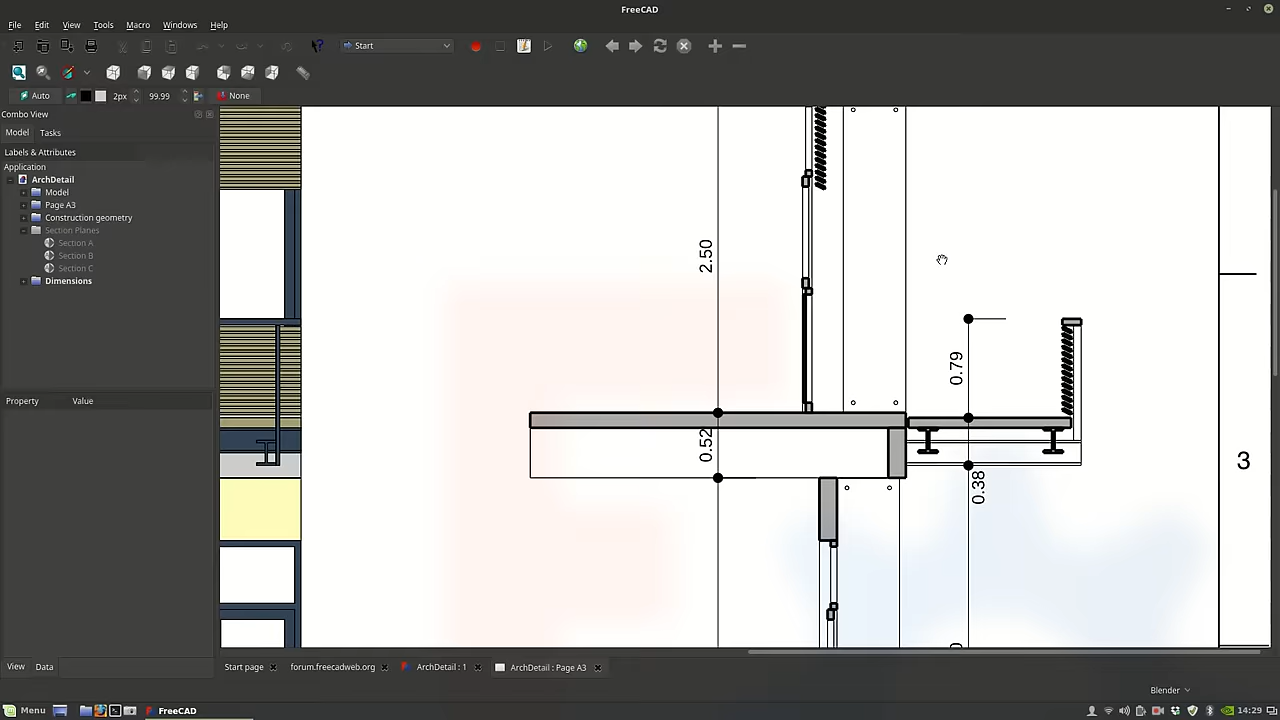 FreeCAD
File Edit View Tools Macro Windows Help
Start
Auto 2px 99.99 None
Combo View
Model Tasks
Labels & Attributes
Application
ArchDetail
Model
Page A3
Construction geometry
Section Planes
Section A
Section B
Section C
Dimensions
Property Value
2.50
0.79
0.52
0.38
3
View Data
Start page forum.freecadweb.org ArchDetail : 1 ArchDetail : Page A3
Blender
Menu FreeCAD 14:29